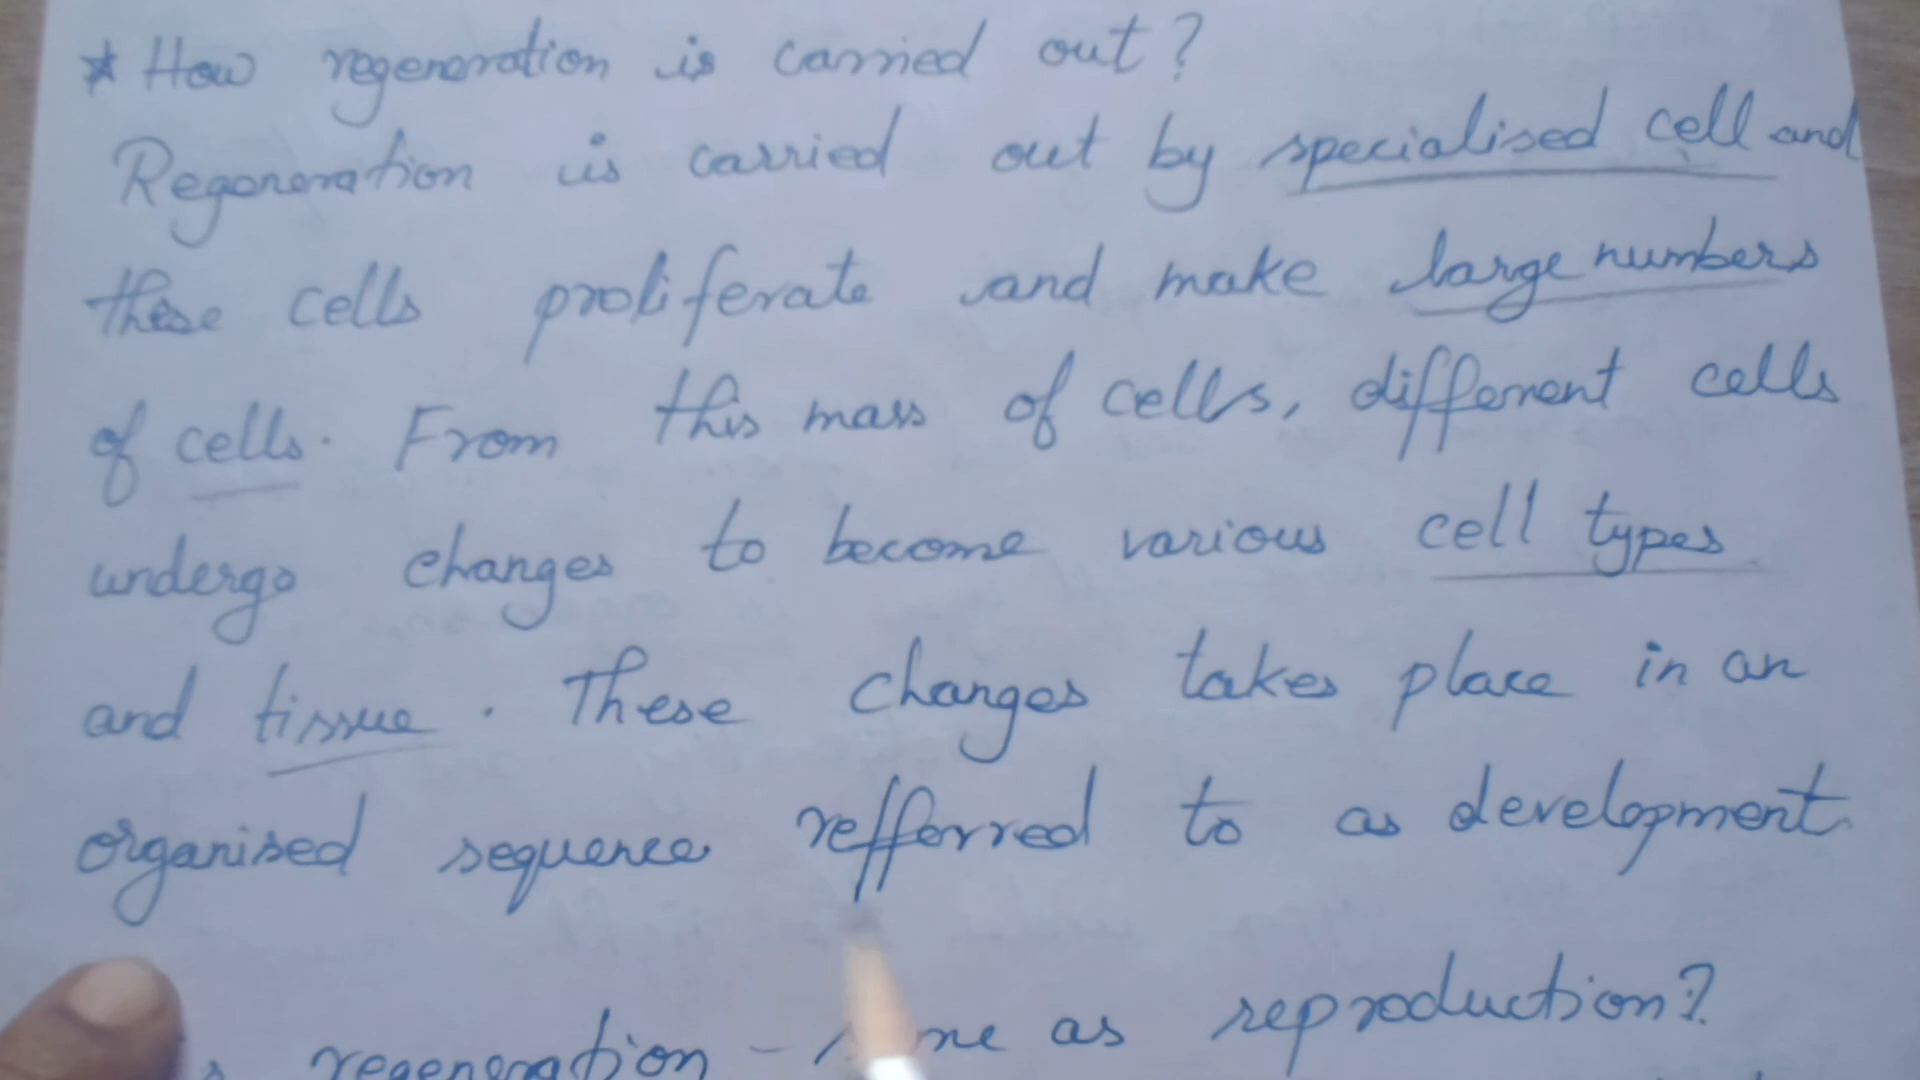 * How regeneration is carried out?
Regeneration is carried out by specialised cell and
these cells proliferate and make large numbers
of cells. From this mass of cells, different cells
undergo changes to become various cell types
and tissue. These changes takes place in an
organised sequence refferred to as development.
regeneration - as reproduction?